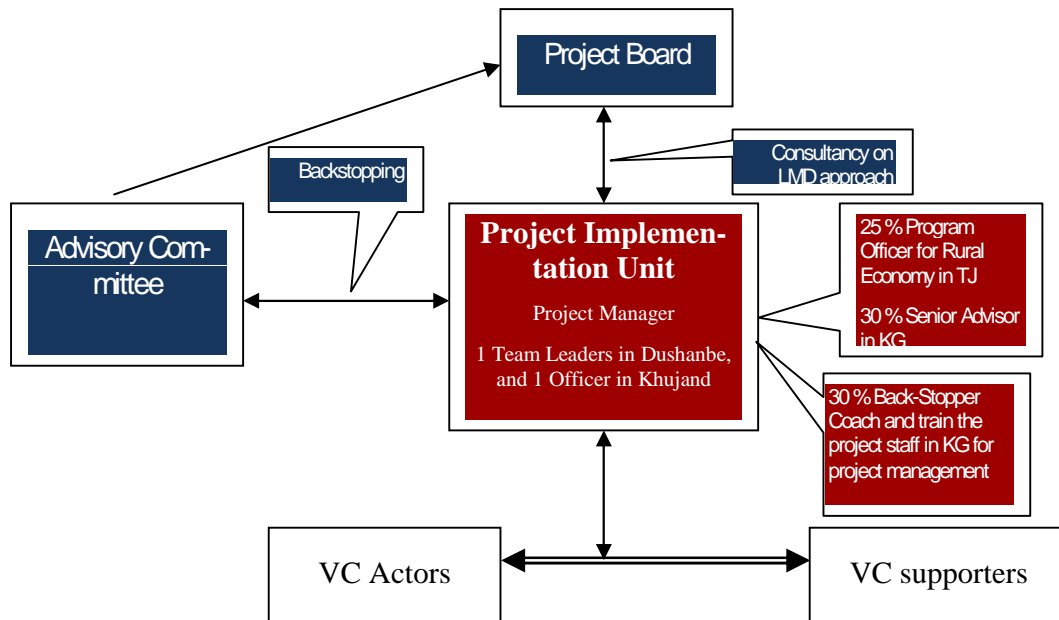 Project Board
Backstopping
Consultancy on
LMD approach
Advisory Com-
mittee
Project Implemen-
tation Unit
Project Manager
1 Team Leaders in Dushanbe,
and 1 Officer in Khujand
25 % Program
Officer for Rural
Economy in TJ
30 % Senior Advisor
in KG
30 % Back-Stopper
Coach and train the
project staff in KG for
project management
VC Actors
VC supporters